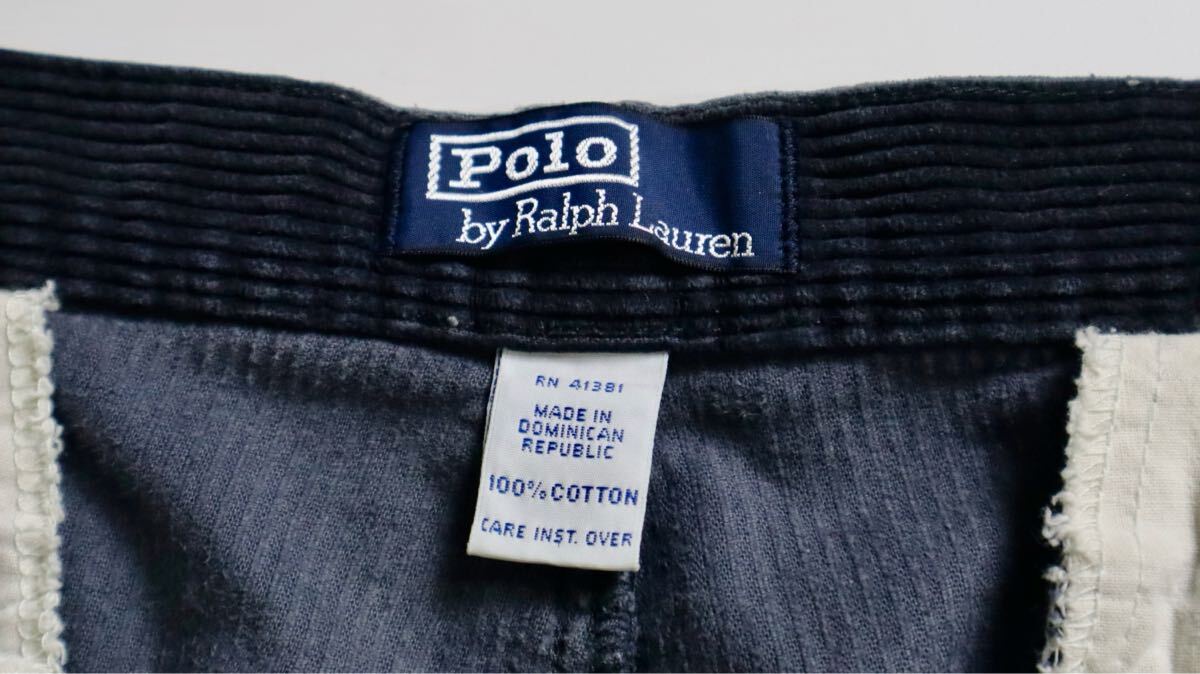 Polo
by Ralph Lauren
RN 41381
MADE IN
DOMINICAN
REPUBLIC
100% COTTON
CARE INST. OVER